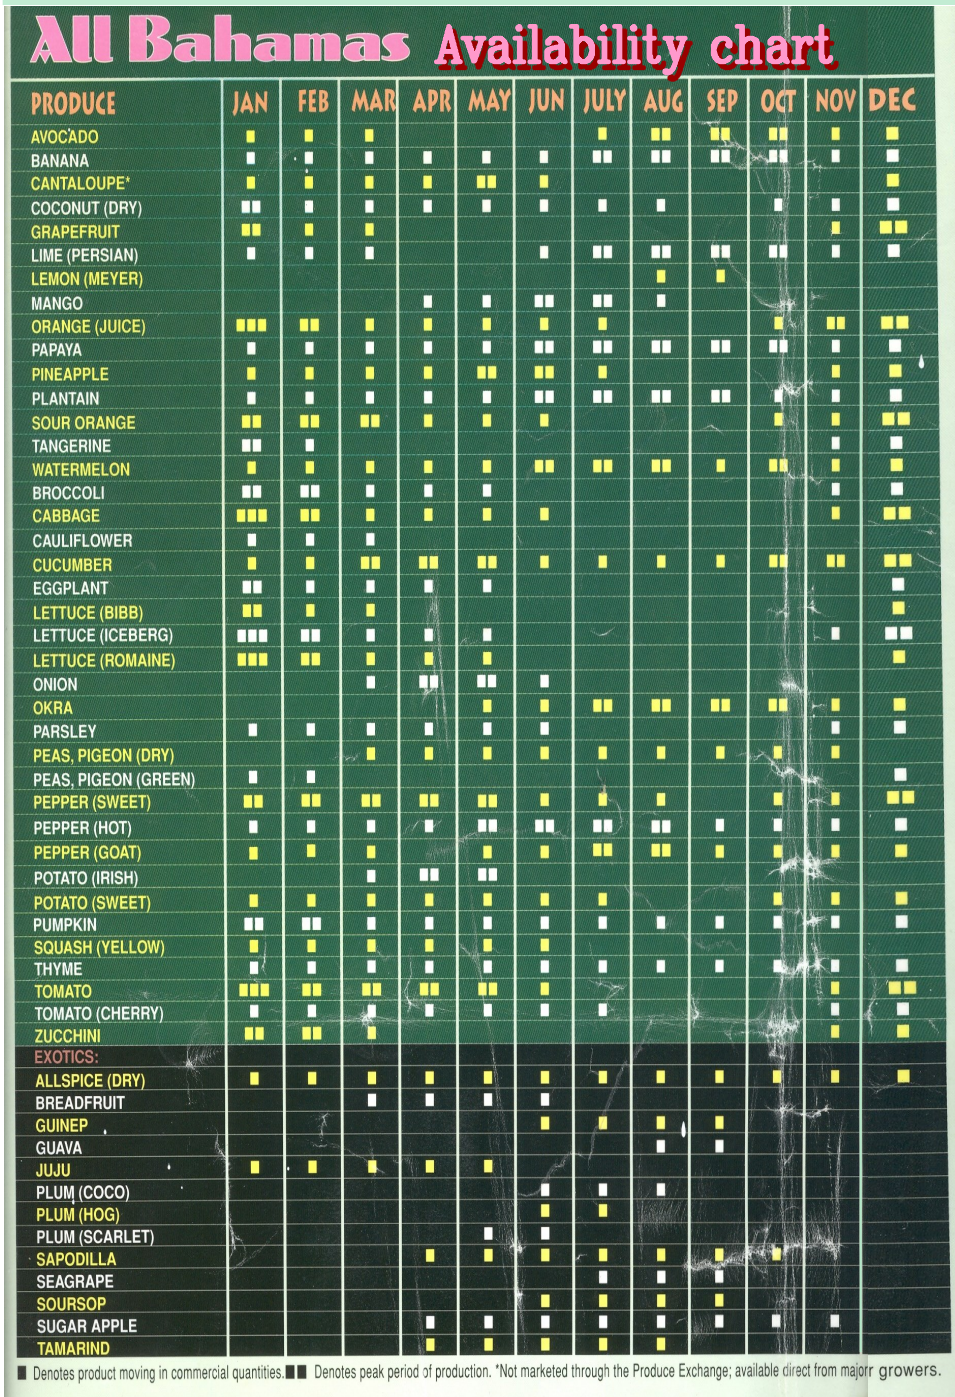 All Bahamas Availability chart
PRODUCE JAN FEB MAR APR MAY JUN JULY AUG SEP OCT NOV DEC
AVOCADO
BANANA
CANTALOUPE*
COCONUT (DRY)
GRAPEFRUIT
LIME (PERSIAN)
LEMON (MEYER)
MANGO
ORANGE (JUICE)
PAPAYA
PINEAPPLE
PLANTAIN
SOUR ORANGE
TANGERINE
WATERMELON
BROCCOLI
CABBAGE
CAULIFLOWER
CUCUMBER
EGGPLANT
LETTUCE (BIBB)
LETTUCE (ICEBERG)
LETTUCE (ROMAINE)
ONION
OKRA
PARSLEY
PEAS, PIGEON (DRY)
PEAS, PIGEON (GREEN)
PEPPER (SWEET)
PEPPER (HOT)
PEPPER (GOAT)
POTATO (IRISH)
POTATO (SWEET)
PUMPKIN
SQUASH (YELLOW)
THYME
TOMATO
TOMATO (CHERRY)
ZUCCHINI
EXOTICS:
ALLSPICE (DRY)
BREADFRUIT
GUINEP
GUAVA
JUJU
PLUM (COCO)
PLUM (HOG)
PLUM (SCARLET)
SAPODILLA
SEAGRAPE
SOURSOP
SUGAR APPLE
TAMARIND
■ Denotes product moving in commercial quantities.■■ Denotes peak period of production. *Not marketed through the Produce Exchange; available direct from majorr growers.